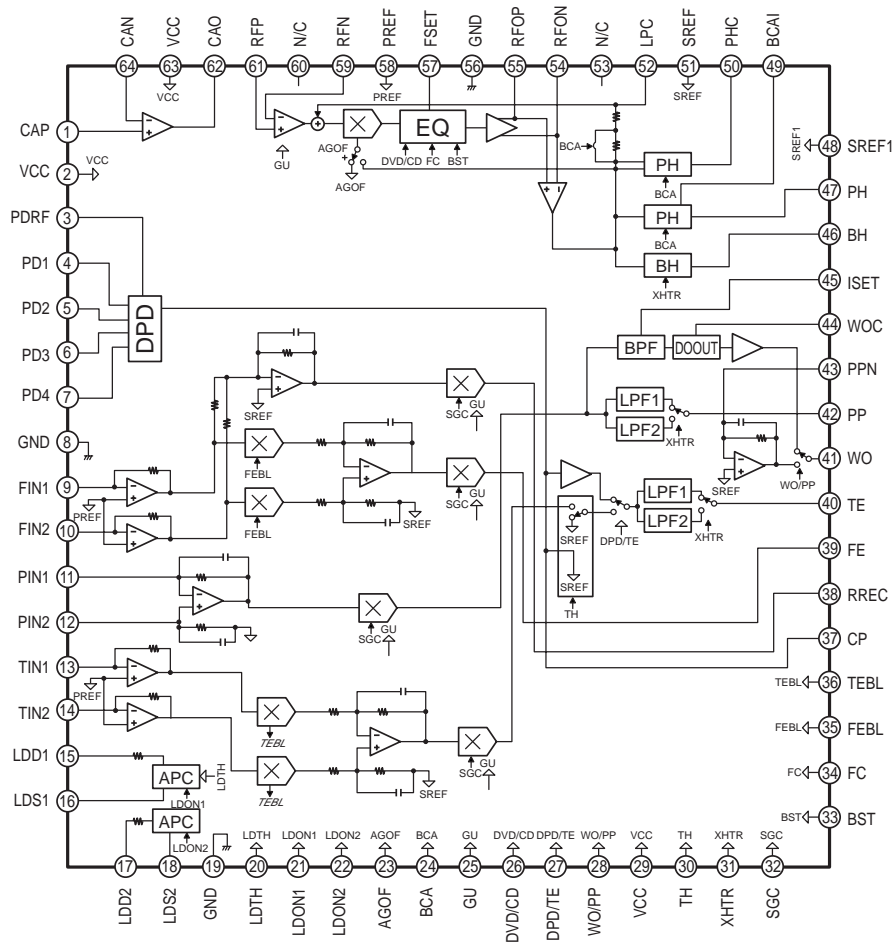 CAN VCC CAO RFP N/C RFN PREF FSET GND RFOP RFON N/C LPC SREF PHC BCAI
64 63 62 61 60 59 58 57 56 55 54 53 52 51 50 49
VCC PREF SREF
CAP 1
VCC 2 VCC
PDRF 3
PD1 4
PD2 5
PD3 6
PD4 7
GND 8
FIN1 9
FIN2 10
PIN1 11
PIN2 12
TIN1 13
TIN2 14
LDD1 15
LDS1 16
GU
AGOF
AGOF
EQ
DVD/CD FC BST
BCA
PH
BCA
PH
BCA
BH
XHTR
SREF1 48 SREF1
47 PH
46 BH
45 ISET
44 WOC
43 PPN
42 PP
41 WO
40 TE
39 FE
38 RREC
37 CP
TEBL 36 TEBL
FEBL 35 FEBL
FC 34 FC
BST 33 BST
DPD
BPF DOOUT
LPF1
LPF2
XHTR
SREF
WO/PP
SREF
SGC GU
FEBL
FEBL
SREF
SGC GU
PREF
SGC GU
LPF1
LPF2
XHTR
DPD/TE
SREF
SREF
TH
PREF
TEBL
TEBL
SREF
SGC GU
APC
LDTH
LDON1
APC
LDON2
LDTH LDON1 LDON2 AGOF BCA GU DVD/CD DPD/TE WO/PP VCC TH XHTR SGC
17 18 19 20 21 22 23 24 25 26 27 28 29 30 31 32
LDD2 LDS2 GND LDTH LDON1 LDON2 AGOF BCA GU DVD/CD DPD/TE WO/PP VCC TH XHTR SGC